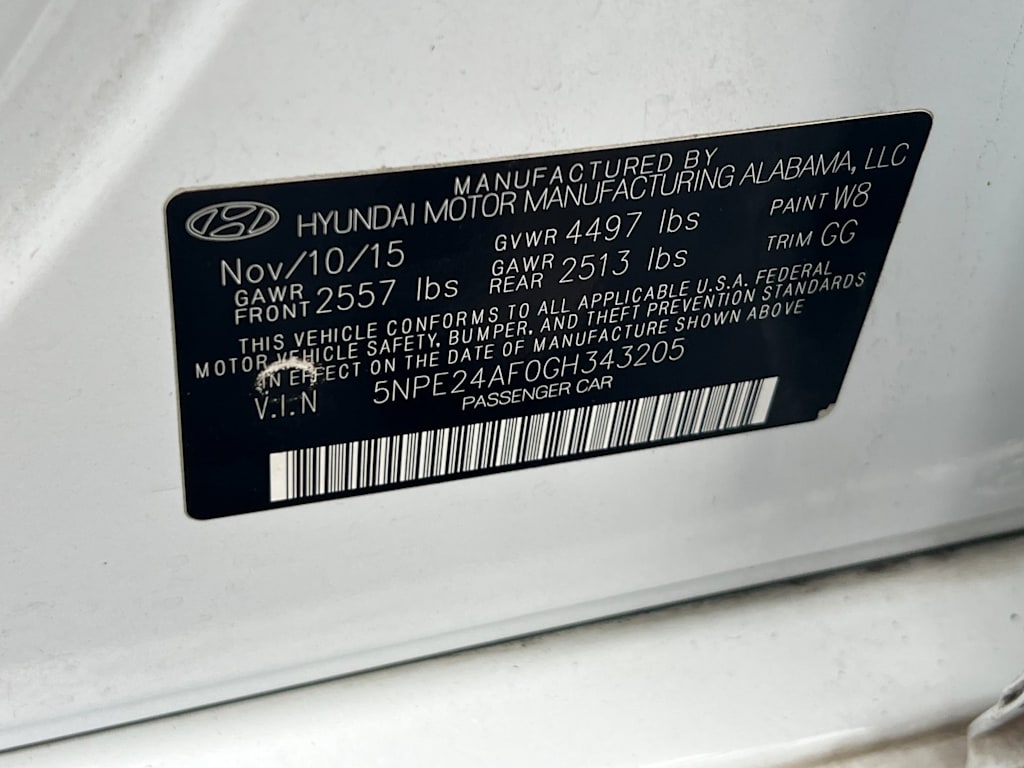 MANUFACTURED BY
HYUNDAI MOTOR MANUFACTURING ALABAMA, LLC
Nov/10/15 GVWR 4497 lbs PAINT W8
GAWR FRONT 2557 lbs GAWR REAR 2513 lbs TRIM GG
THIS VEHICLE CONFORMS TO ALL APPLICABLE U.S.A. FEDERAL
MOTOR VEHICLE SAFETY, BUMPER, AND THEFT PREVENTION STANDARDS
IN EFFECT ON THE DATE OF MANUFACTURE SHOWN ABOVE
V.I.N 5NPE24AF0GH343205
PASSENGER CAR